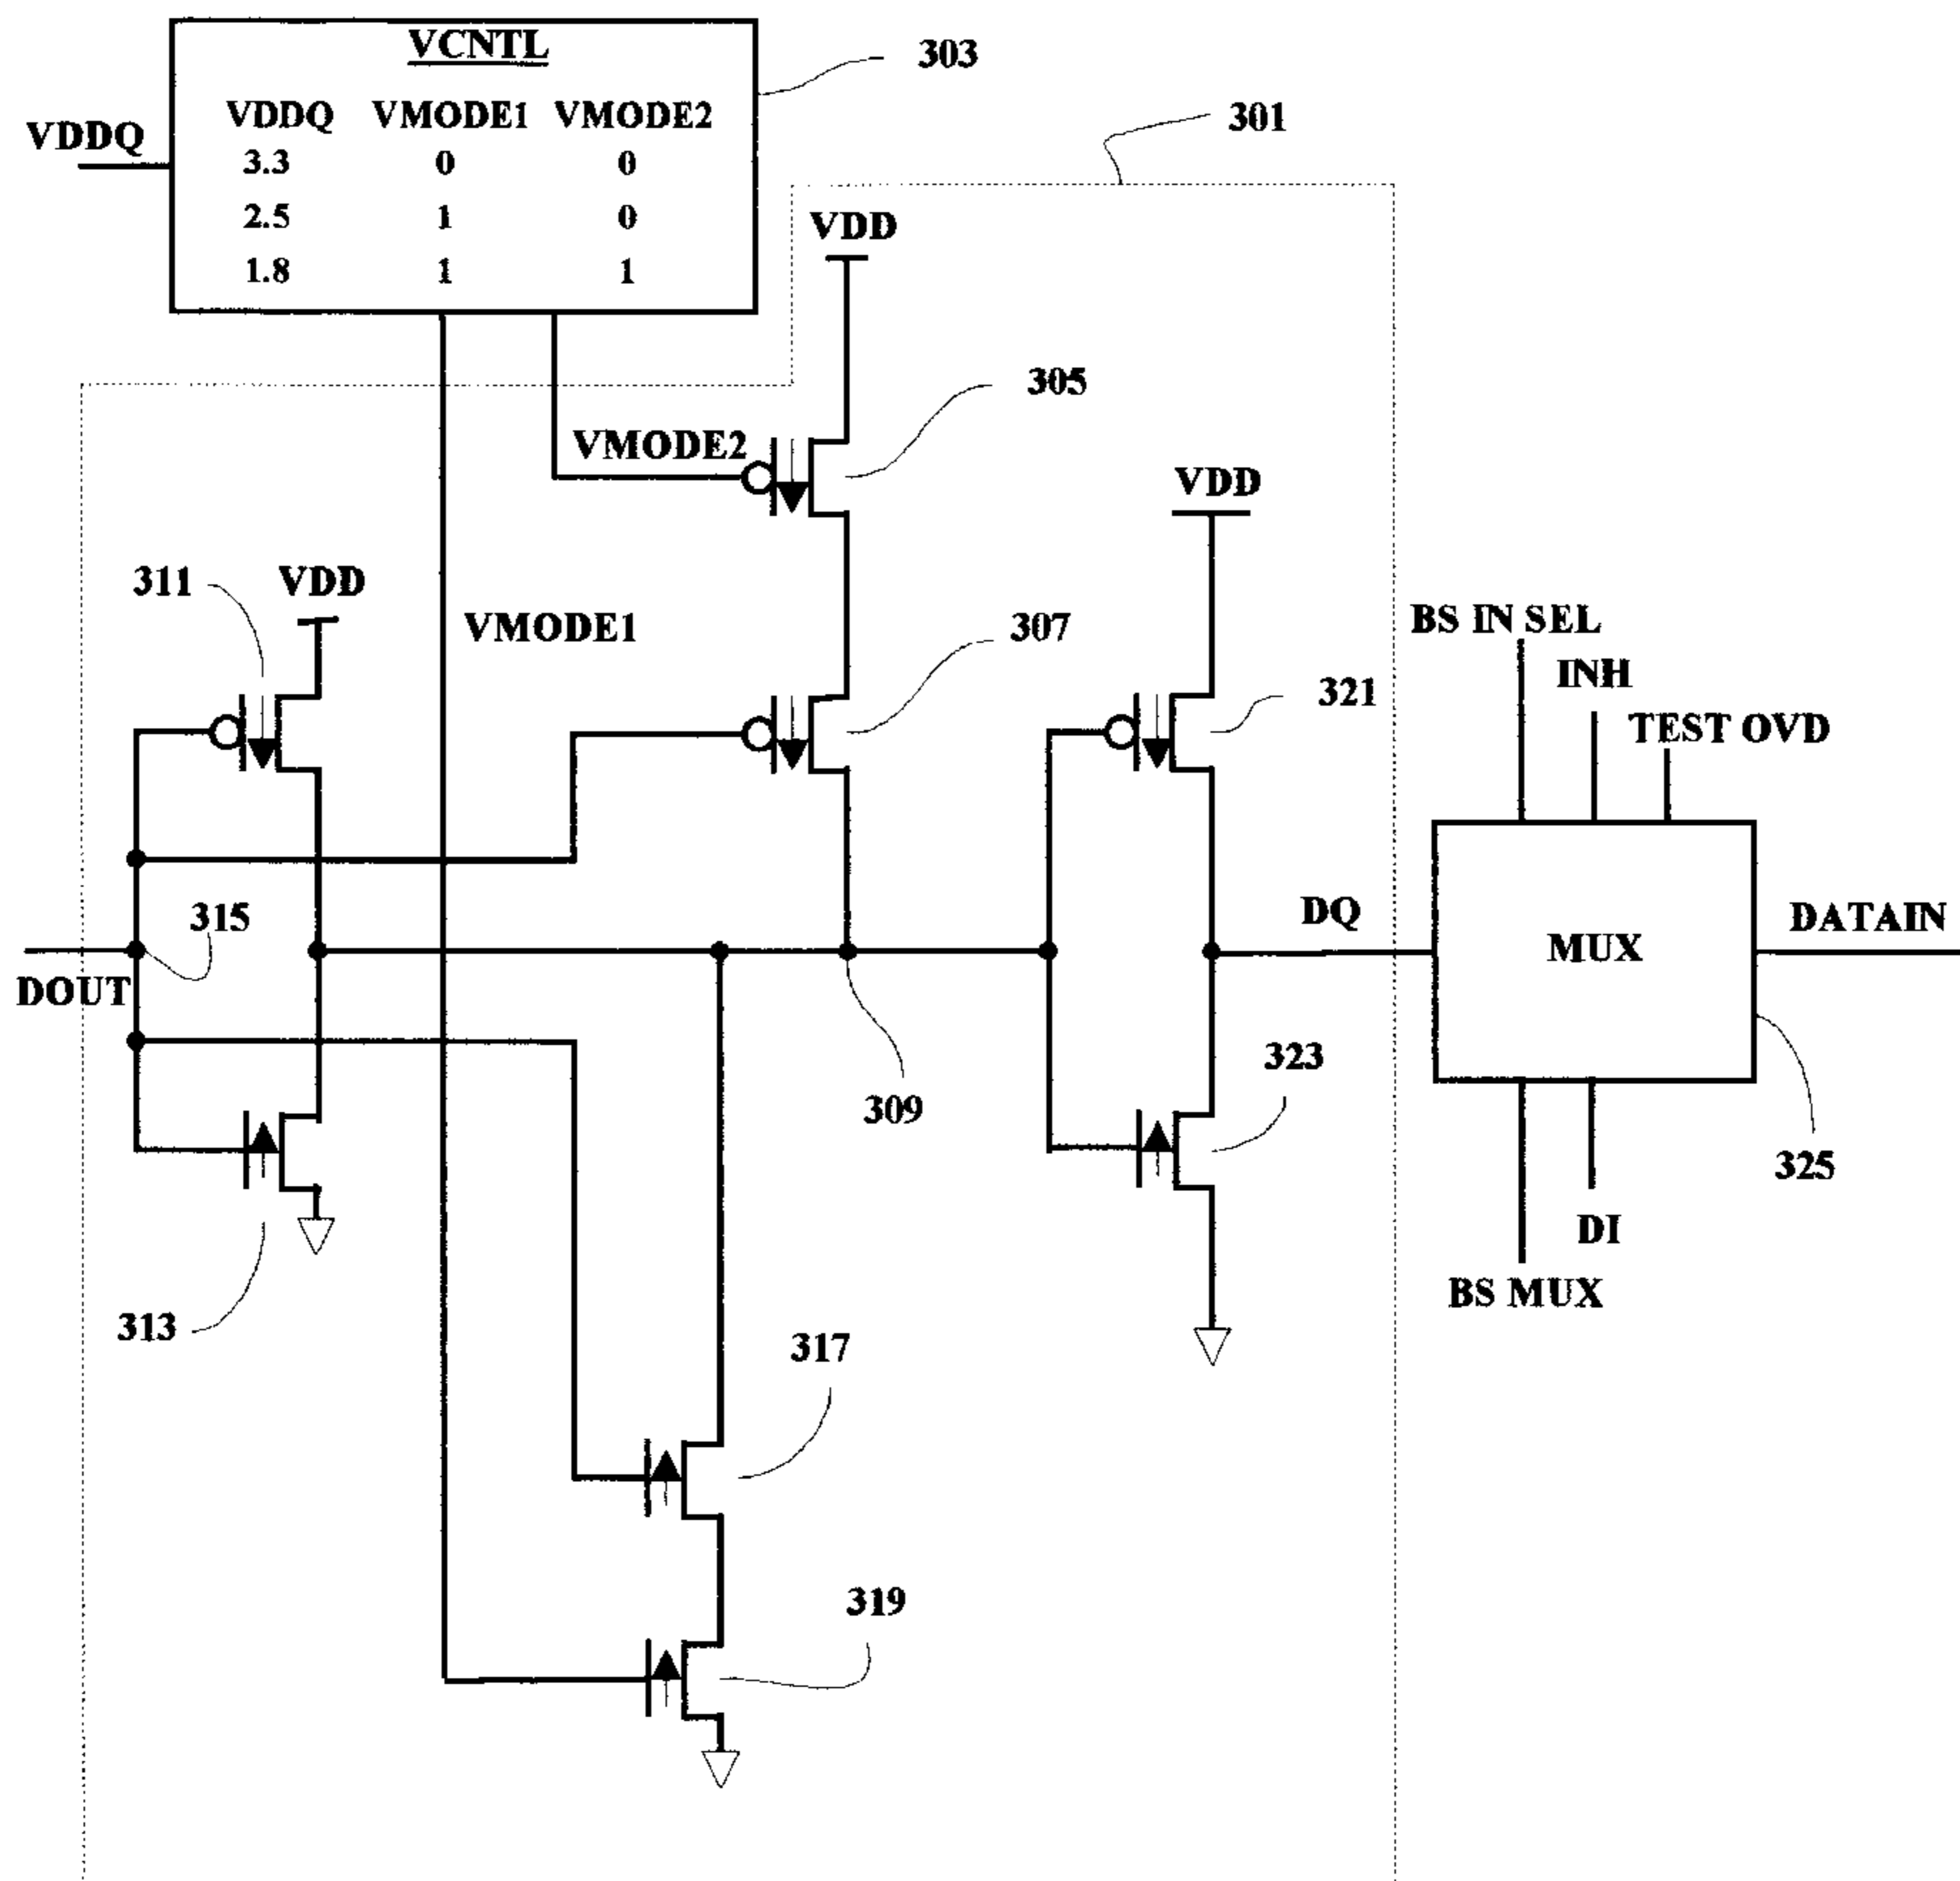 VCNTL
303
VDDQ VMODE1 VMODE2
VDDQ
3.3 0 0
2.5 1 0
1.8 1 1
301
VDD
305
VMODE2
VDD
311
VDD
VMODE1
307
BS IN SEL
INH
321
TEST OVD
315
DQ
MUX
DATAIN
DOUT
323
309
325
DI
BS MUX
313
317
319